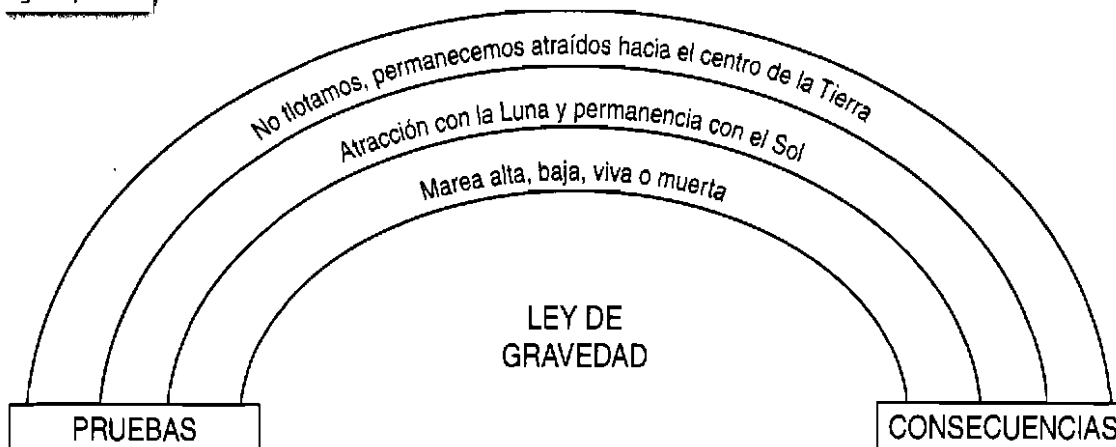 No flotamos, permanecemos atraídos hacia el centro de la Tierra
Atracción con la Luna y permanencia con el Sol
Marea alta, baja, viva o muerta
LEY DE
GRAVEDAD
PRUEBAS
CONSECUENCIAS